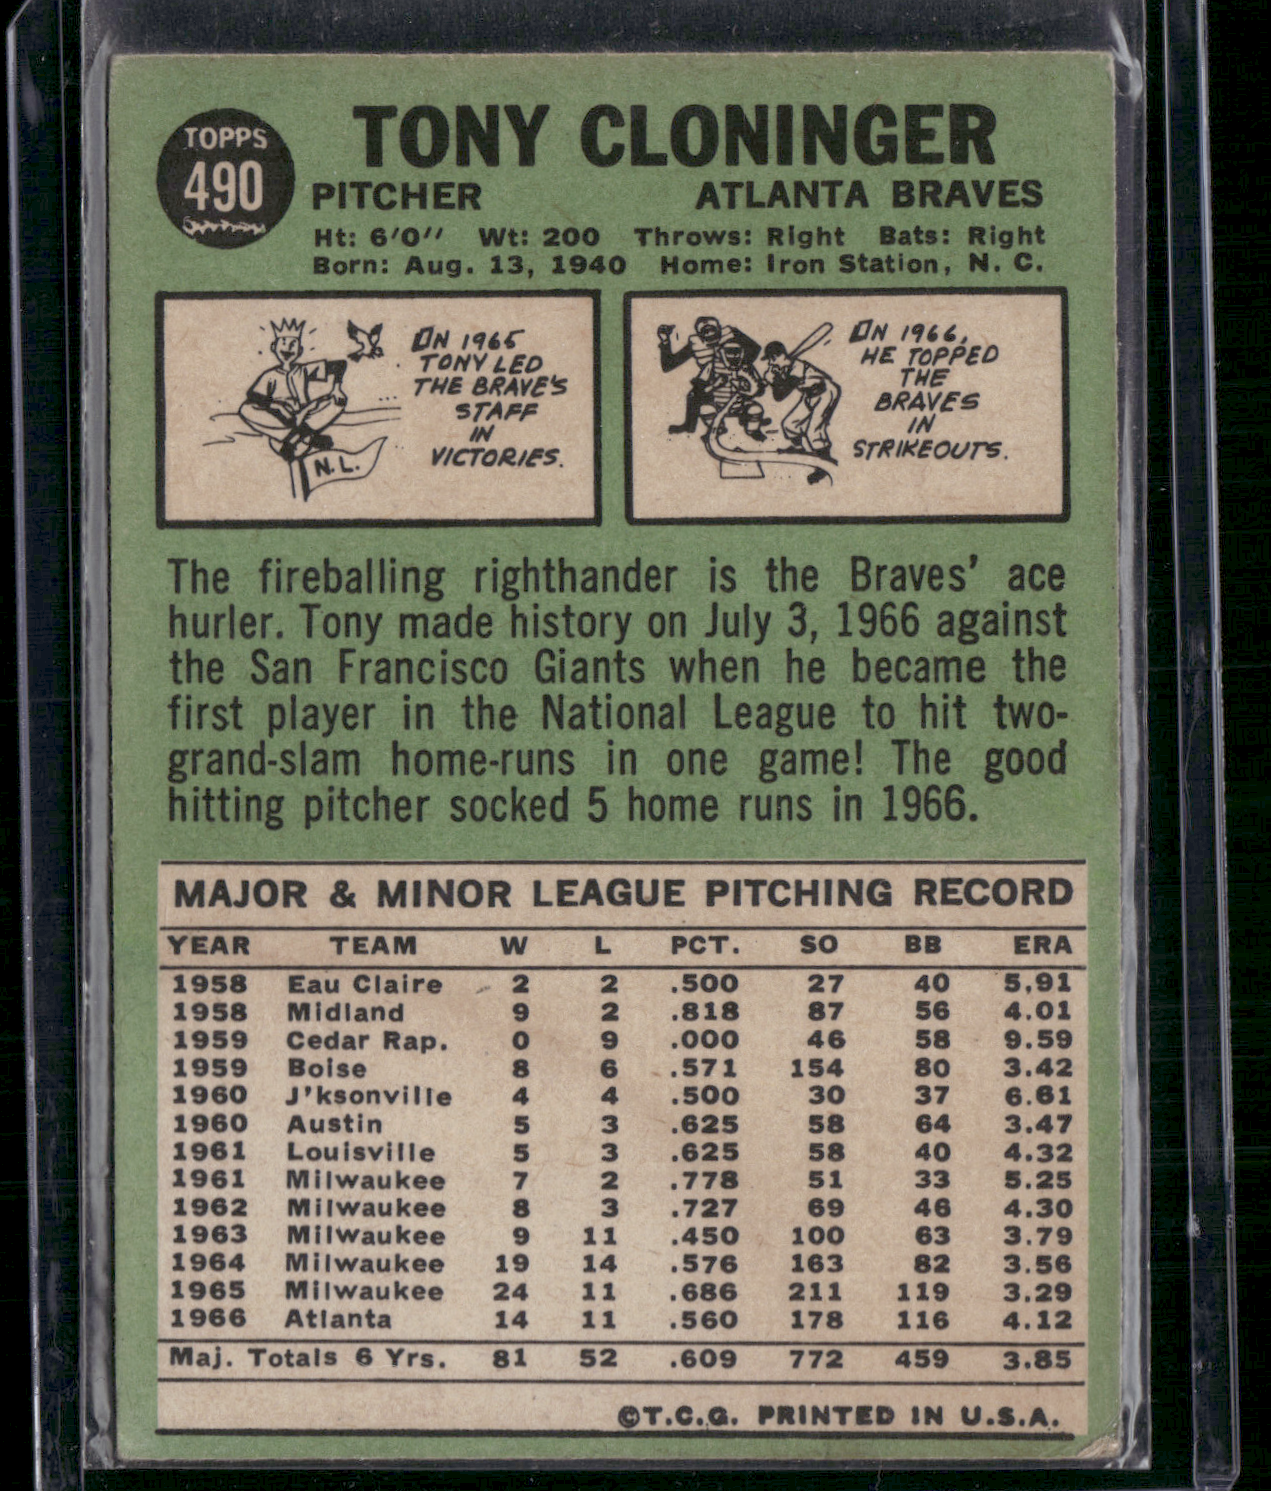 TOPPS
490
TONY CLONINGER
PITCHER ATLANTA BRAVES
Ht: 6'0" Wt: 200 Throws: Right Bats: Right
Born: Aug. 13, 1940 Home: Iron Station, N. C.
ON 1965
TONY LED
THE BRAVE'S
STAFF
IN
VICTORIES.
N.L.
ON 1966,
HE TOPPED
THE
BRAVES
IN
STRIKEOUTS.
The fireballing righthander is the Braves' ace
hurler. Tony made history on July 3, 1966 against
the San Francisco Giants when he became the
first player in the National League to hit two-
grand-slam home-runs in one game! The good
hitting pitcher socked 5 home runs in 1966.
MAJOR & MINOR LEAGUE PITCHING RECORD
YEAR TEAM W L PCT. SO BB ERA
1958 Eau Claire 2 2 .500 27 40 5.91
1958 Midland 9 2 .818 87 56 4.01
1959 Cedar Rap. 0 9 .000 46 58 9.59
1959 Boise 8 6 .571 154 80 3.42
1960 J'ksonville 4 4 .500 30 37 6.61
1960 Austin 5 3 .625 58 64 3.47
1961 Louisville 5 3 .625 58 40 4.32
1961 Milwaukee 7 2 .778 51 33 5.25
1962 Milwaukee 8 3 .727 69 46 4.30
1963 Milwaukee 9 11 .450 100 63 3.79
1964 Milwaukee 19 14 .576 163 82 3.56
1965 Milwaukee 24 11 .686 211 119 3.29
1966 Atlanta 14 11 .560 178 116 4.12
Maj. Totals 6 Yrs. 81 52 .609 772 459 3.85
©T.C.G. PRINTED IN U.S.A.